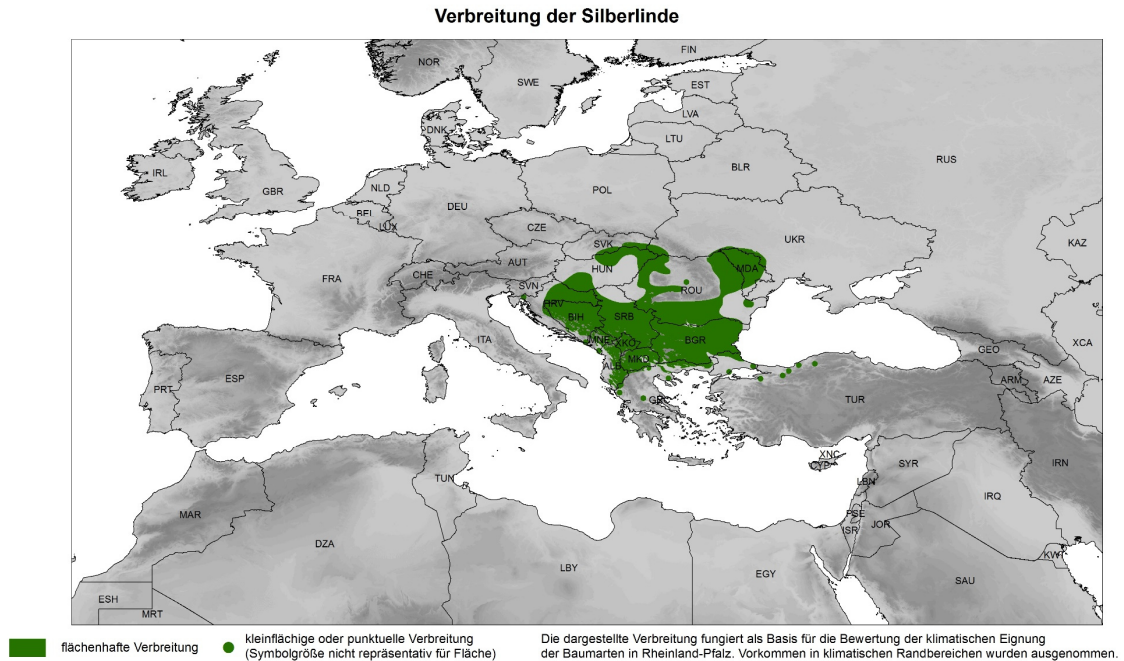 Verbreitung der Silberlinde
FIN
NOR
SWE
EST
LVA
DNK
LTU
RUS
IRL
BLR
GBR
NLD
POL
DEU
BEL
LUX
CZE
UKR
KAZ
SVK
AUT
HUN
MDA
CHE
FRA
SVN
ROU
HRV
BIH
SRB
ITA
MNE
XKO
BGR
XCA
GEO
MKD
ALB
ESP
PRT
ARM
AZE
TUR
GRC
XNC
CYP
SYR
IRN
TUN
LBN
IRQ
MAR
PSE
JOR
ISR
DZA
KWT
LBY
EGY
SAU
ESH
MRT
flächenhafte Verbreitung
kleinflächige oder punktuelle Verbreitung
(Symbolgröße nicht repräsentativ für Fläche)
Die dargestellte Verbreitung fungiert als Basis für die Bewertung der klimatischen Eignung
der Baumarten in Rheinland-Pfalz. Vorkommen in klimatischen Randbereichen wurden ausgenommen.